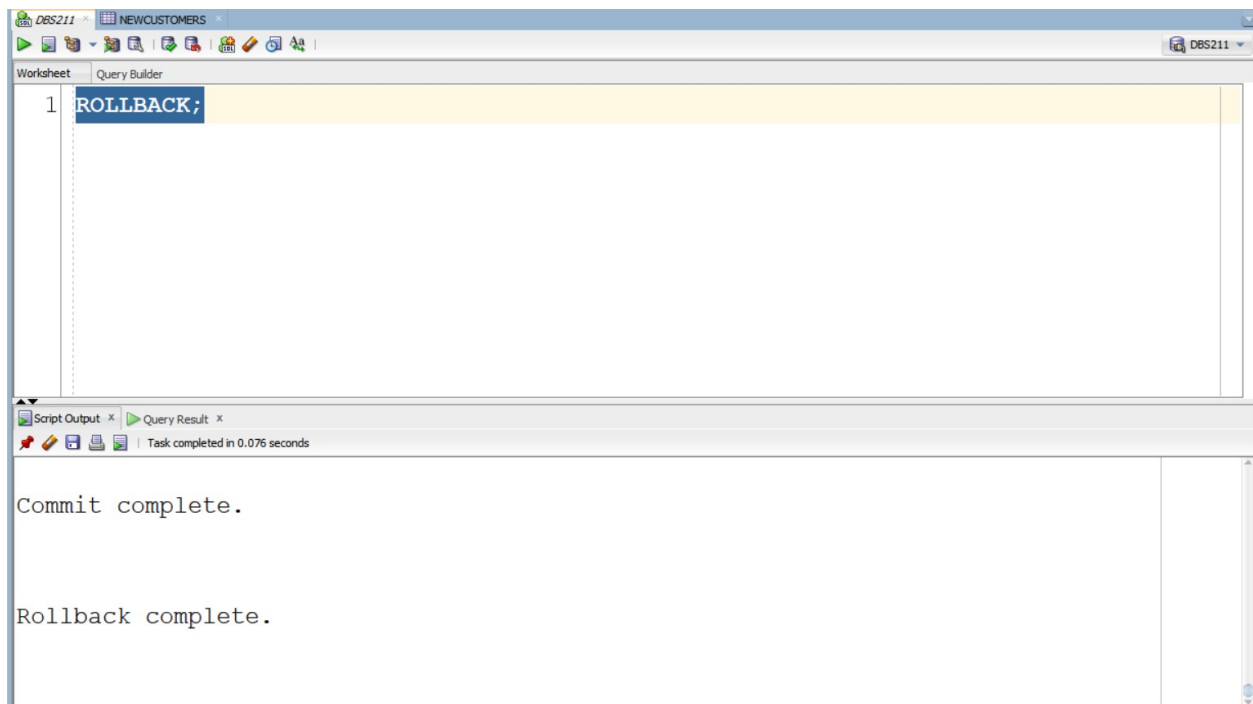 DBS211 NEWCUSTOMERS
DBS211
Worksheet Query Builder
1 ROLLBACK;
Script Output x Query Result x
Task completed in 0.076 seconds
Commit complete.
Rollback complete.